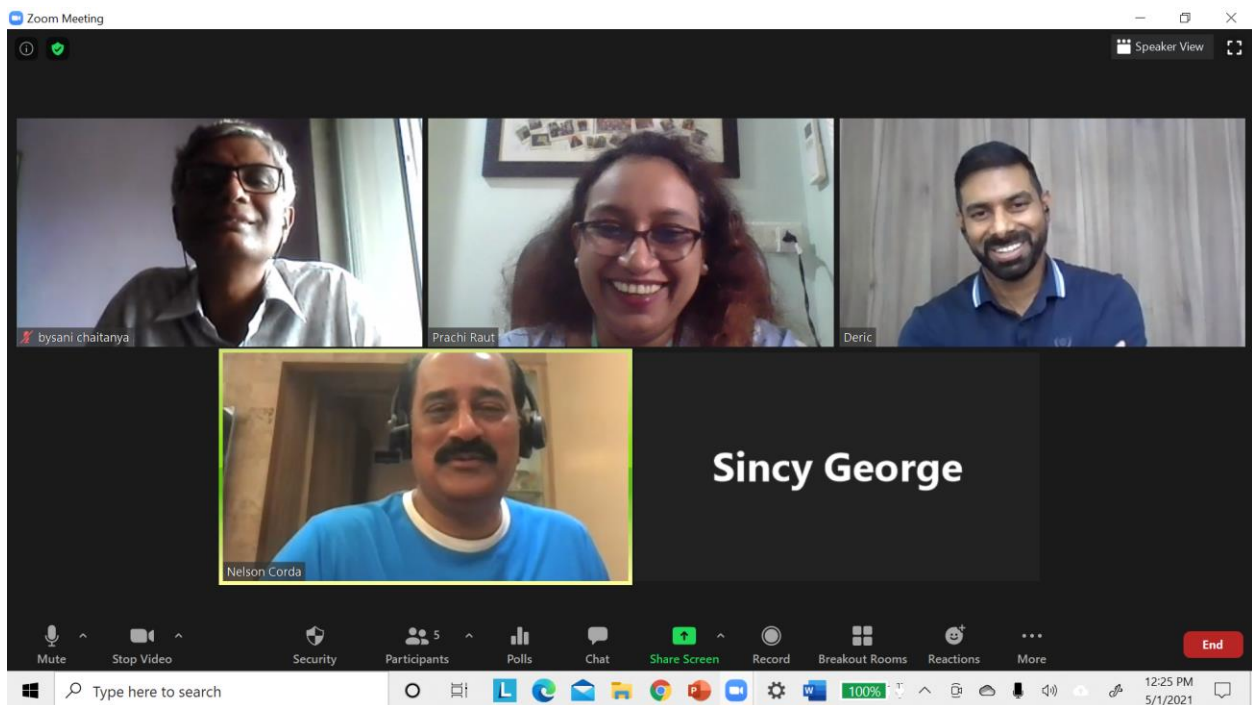 Zoom Meeting
Speaker View
bysani chaitanya
Prachi Raut
Deric
Nelson Corda
Sincy George
Mute
Stop Video
Security
5
Participants
Polls
Chat
Share Screen
Record
Breakout Rooms
Reactions
More
End
Type here to search
L
100%
12:25 PM
5/1/2021